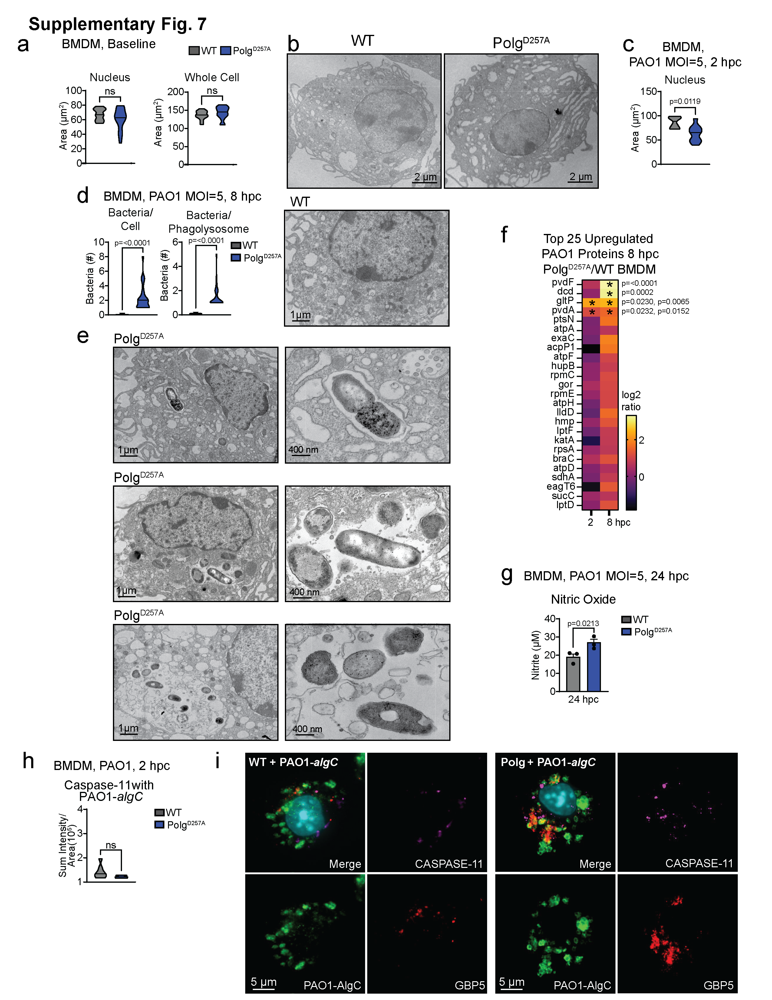 Supplementary Fig. 7
a
BMDM, Baseline
WT
PolgD257A
Nucleus
Area (µm2)
100
80
60
40
20
0
ns
Whole Cell
Area (µm2)
200
150
100
50
0
ns
b
WT
2 µm
PolgD257A
2 µm
c
BMDM,
PAO1 MOI=5, 2 hpc
Nucleus
Area (µm2)
150
100
50
0
p=0.0119
d
BMDM, PAO1 MOI=5, 8 hpc
Bacteria/
Cell
Bacteria (#)
10
8
6
4
2
0
p=<0.0001
Bacteria/
Phagolysosome
Bacteria (#)
6
4
2
0
p=<0.0001
WT
PolgD257A
WT
1µm
e
PolgD257A
1µm
400 nm
PolgD257A
1µm
400 nm
PolgD257A
1µm
400 nm
f
Top 25 Upregulated
PAO1 Proteins 8 hpc
PolgD257A/WT BMDM
pvdF * p=<0.0001
dcd * p=0.0002
gltP * * p=0.0230, p=0.0065
pvdA * * p=0.0232, p=0.0152
ptsN
atpA
exaC
acpP1
atpF
hupB
rpmC
gor
rpmE
atpH
lldD
hmp
lptF
katA
rpsA
braC
atpD
sdhA
eagT6
sucC
lptD
2 8 hpc
log2
ratio
2
0
g
BMDM, PAO1 MOI=5, 24 hpc
Nitric Oxide
Nitrite (µM)
40
30
20
10
0
p=0.0213
24 hpc
WT
PolgD257A
h
BMDM, PAO1, 2 hpc
Caspase-11with
PAO1-algC
Sum Intensity/
Area(10⁵)
4
3
2
1
ns
WT
PolgD257A
i
WT + PAO1-algC
Merge
CASPASE-11
Polg + PAO1-algC
Merge
CASPASE-11
5 µm
PAO1-AlgC
GBP5
5 µm
PAO1-AlgC
GBP5